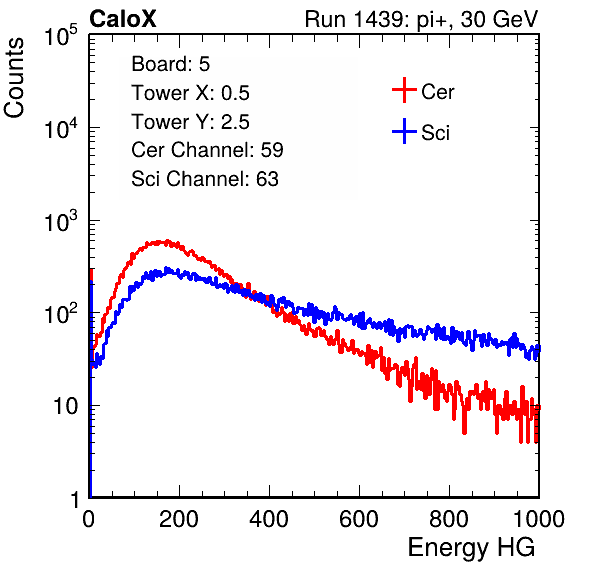 CaloX Run 1439: pi+, 30 GeV
Counts
Board: 5
Tower X: 0.5
Tower Y: 2.5
Cer Channel: 59
Sci Channel: 63
Cer
Sci
10^5
10^4
10^3
10^2
10
1
0 200 400 600 800 1000
Energy HG